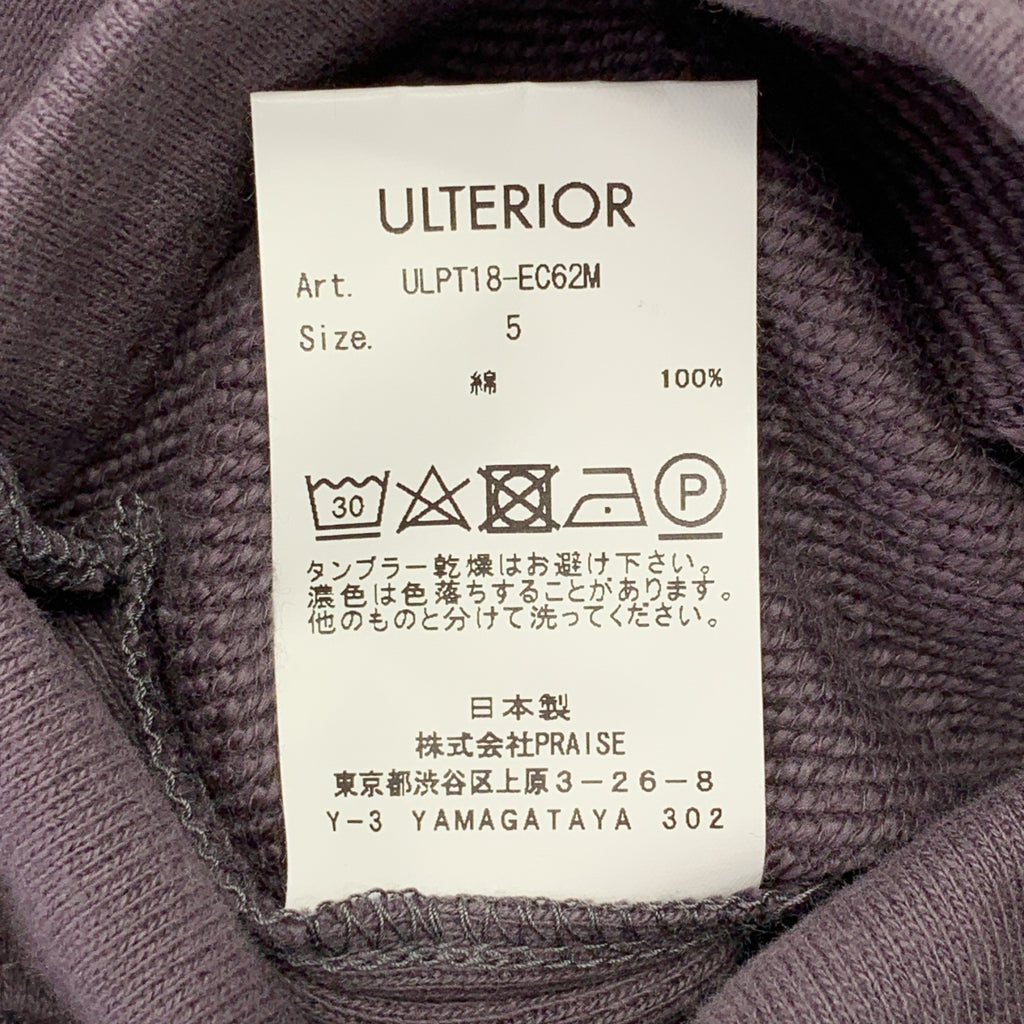 ULTERIOR
Art. ULPT18-EC62M
Size. 5
綿 100%
30 P
タンブラー乾燥はお避け下さい。
濃色は色落ちすることがあります。
他のものと分けて洗ってください。
日本製
株式会社PRAISE
東京都渋谷区上原3－26－8
Y－3 YAMAGATAYA 302